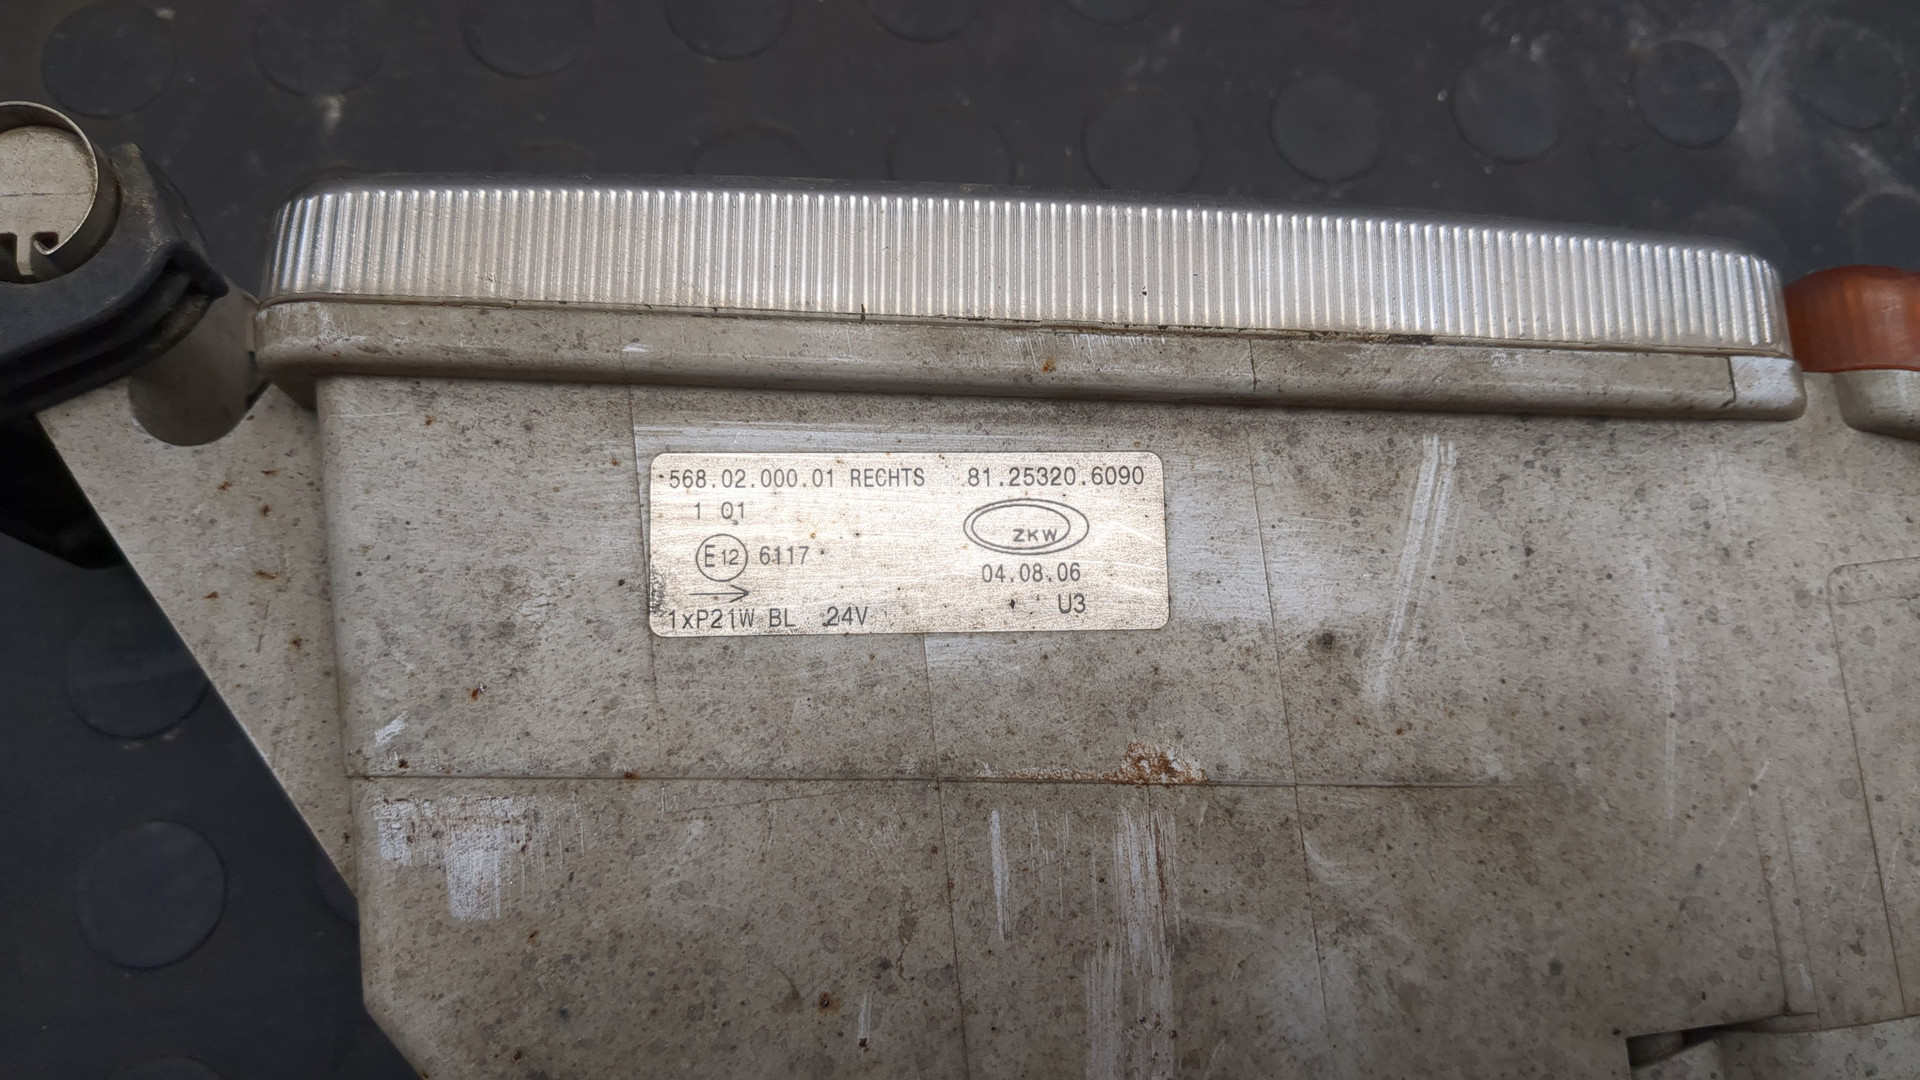 568.02.000.01 RECHTS 81.25320.6090
1 01
ZKW
E12 6117
04.08.06
U3
1xP21W BL 24V